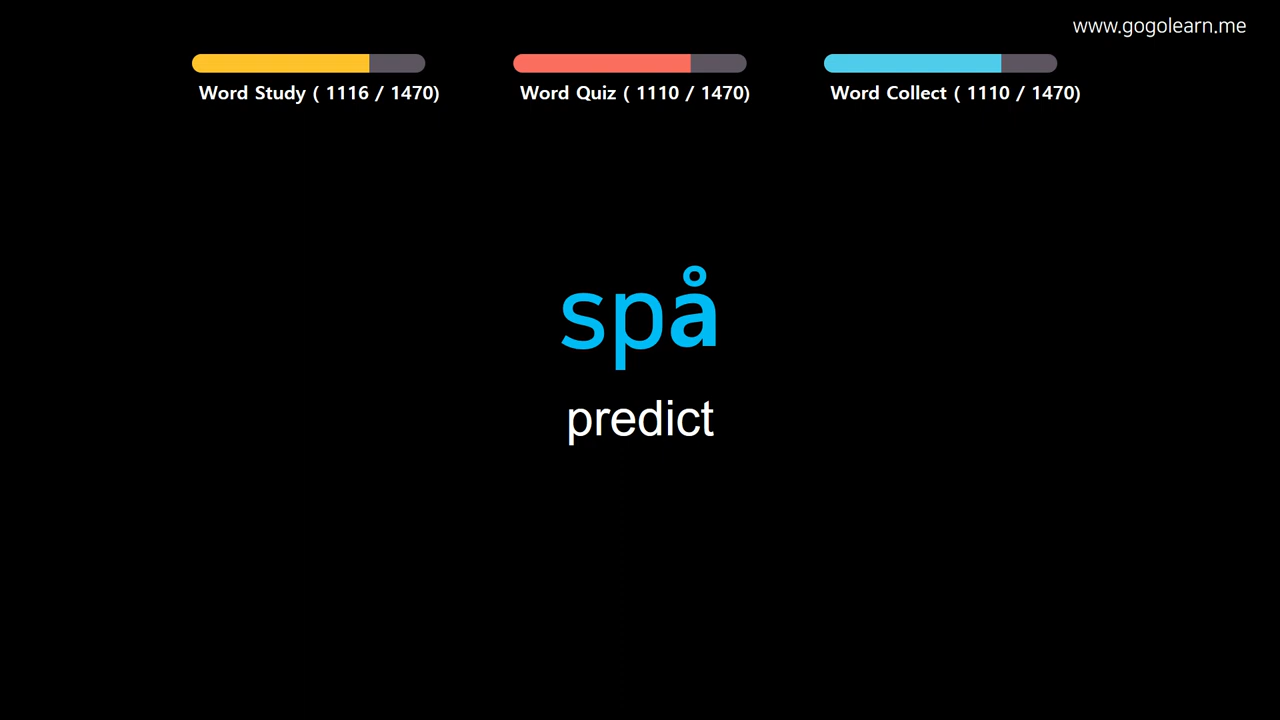 www.gogolearn.me
Word Study ( 1116 / 1470)
Word Quiz ( 1110 / 1470)
Word Collect ( 1110 / 1470)
spå
predict